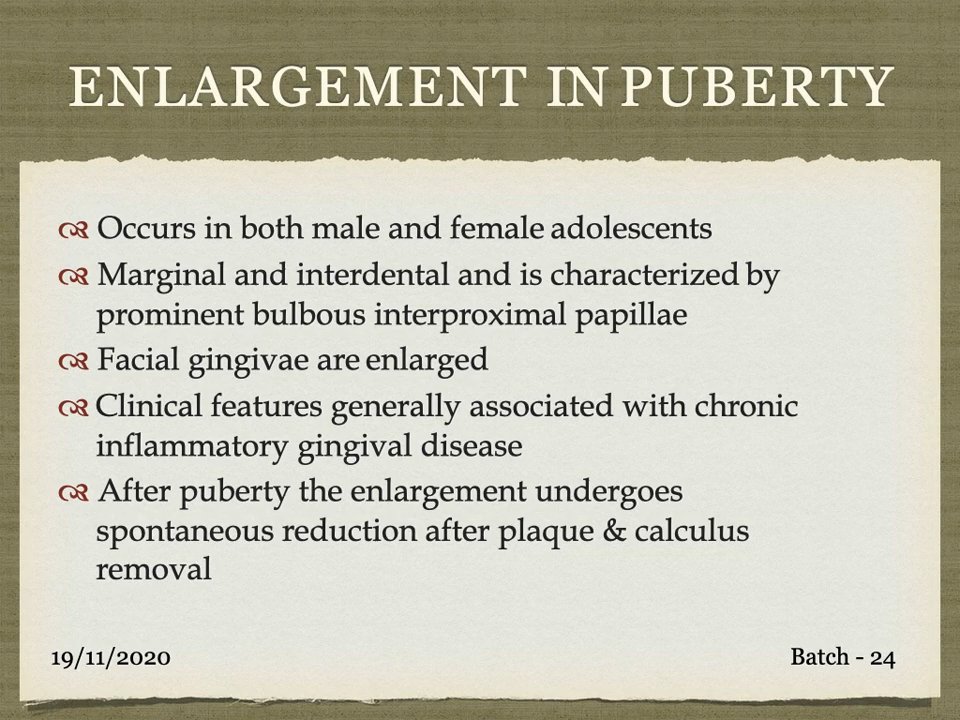 ENLARGEMENT IN PUBERTY
Occurs in both male and female adolescents
Marginal and interdental and is characterized by
prominent bulbous interproximal papillae
Facial gingivae are enlarged
Clinical features generally associated with chronic
inflammatory gingival disease
After puberty the enlargement undergoes
spontaneous reduction after plaque & calculus
removal
19/11/2020
Batch - 24